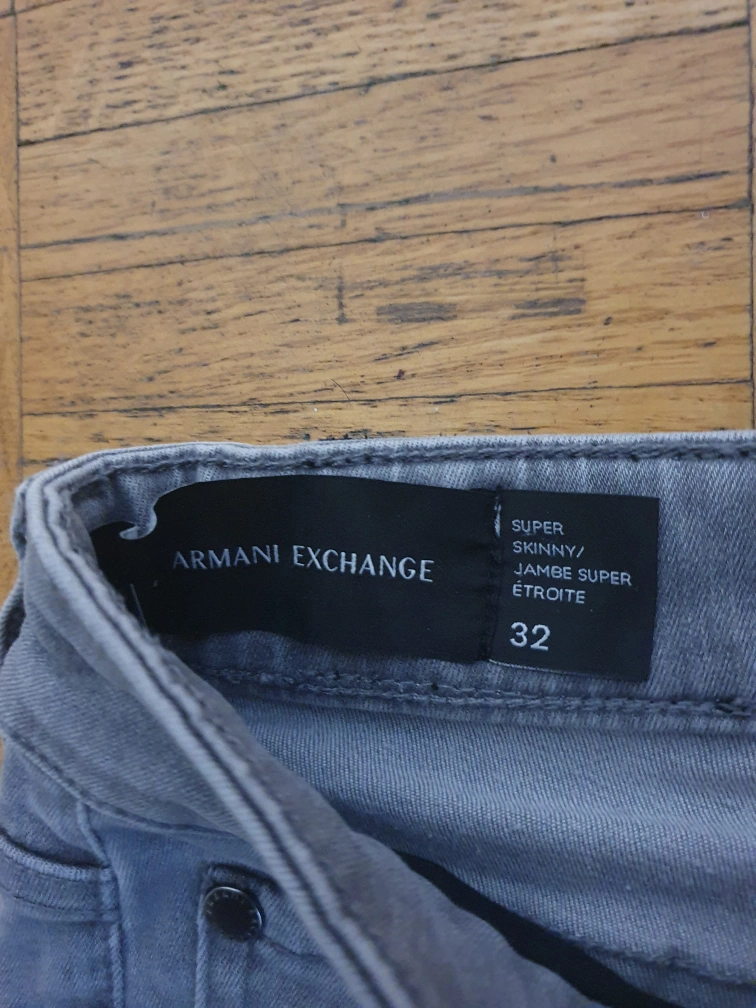 ARMANI EXCHANGE
SUPER
SKINNY/
JAMBE SUPER
ÉTROITE
32